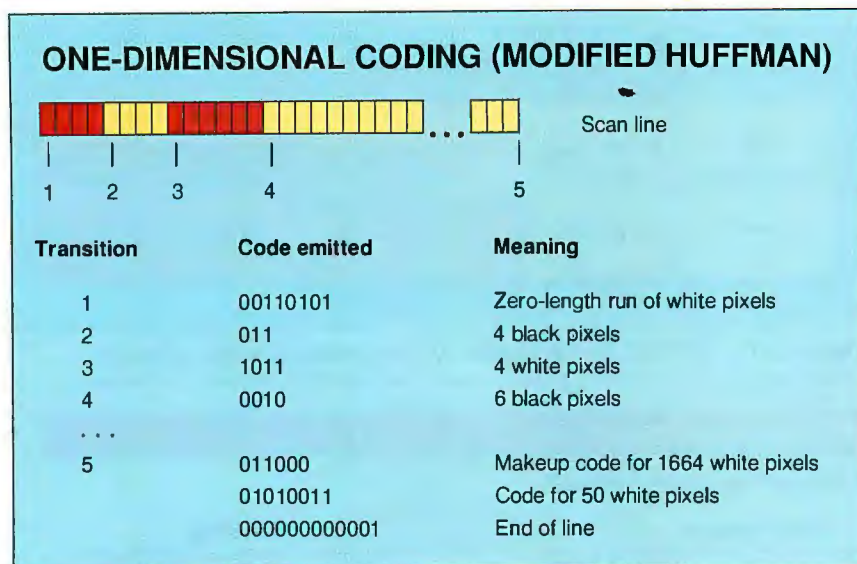 ONE-DIMENSIONAL CODING (MODIFIED HUFFMAN)
... Scan line
1 2 3 4 5
Transition Code emitted Meaning
1 00110101 Zero-length run of white pixels
2 011 4 black pixels
3 1011 4 white pixels
4 0010 6 black pixels
...
5 011000 Makeup code for 1664 white pixels
01010011 Code for 50 white pixels
000000000001 End of line